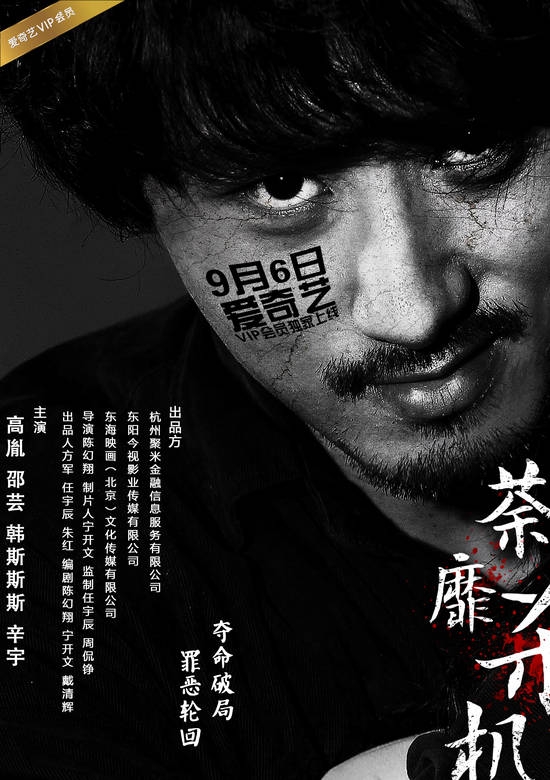 爱奇艺VIP会员
9月6日
爱奇艺
VIP会员独家上线
出品方
杭州聚米金融信息服务有限公司
东阳今视影业传媒有限公司
东海映画（北京）文化传媒有限公司
导演陈幻翔 制片人宁开文 监制任宇辰 周侃铮
出品人方军 任宇辰 朱红 编剧陈幻翔 宁开文 戴清辉
主演
高胤 邵芸 韩斯斯斯 辛宇
夺命破局
罪恶轮回
荼
靡
机